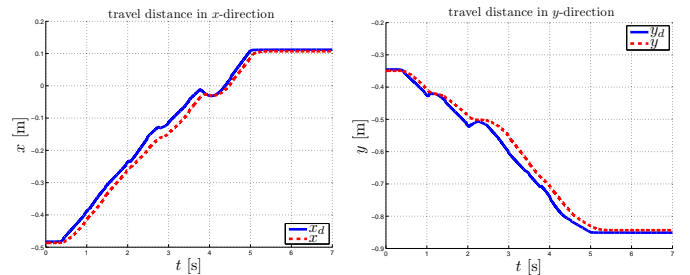 travel distance in x-direction
0.2
0.1
0
-0.1
-0.2
-0.3
-0.4
-0.5
x [m]
0 1 2 3 4 5 6 7
t [s]
x_d
x
travel distance in y-direction
-0.2
-0.3
-0.4
-0.5
-0.6
-0.7
-0.8
-0.9
y [m]
0 1 2 3 4 5 6 7
t [s]
y_d
y